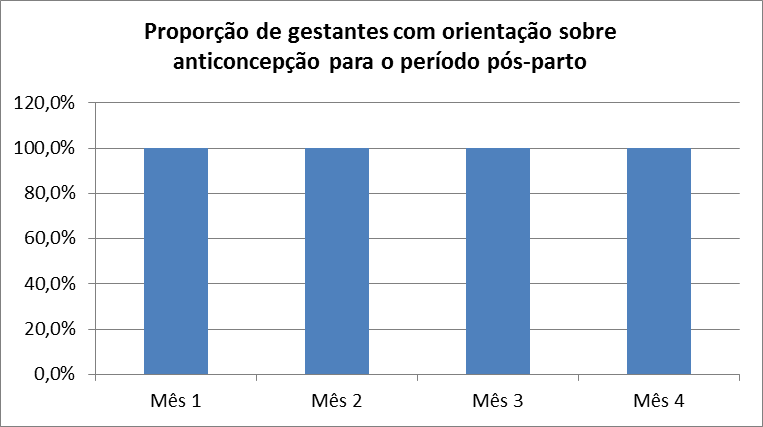 Proporção de gestantes com orientação sobre
anticoncepção para o período pós-parto
120,0%
100,0%
80,0%
60,0%
40,0%
20,0%
0,0%
Mês 1
Mês 2
Mês 3
Mês 4